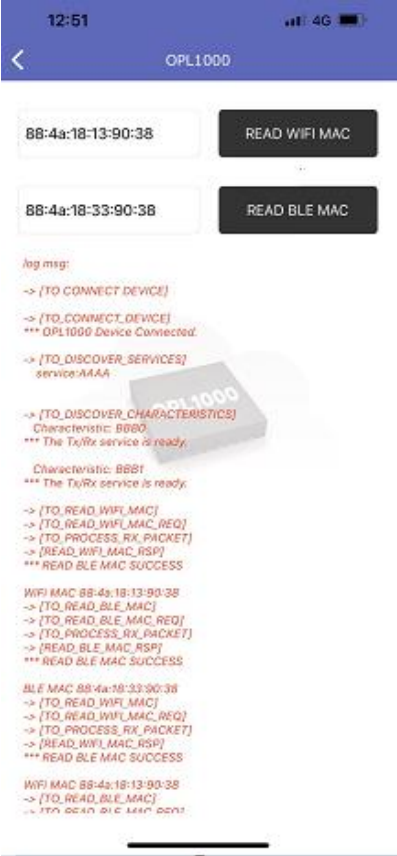 12:51
4G
OPL1000
88:4a:18:13:90:38
READ WIFI MAC
88:4a:18:33:90:38
READ BLE MAC
log msg:
-> [TO CONNECT DEVICE]
-> [TO_CONNECT_DEVICE]
*** OPL1000 Device Connected.
-> [TO_DISCOVER_SERVICES]
service:AAAA
OPL1000
-> [TO_DISCOVER_CHARACTERISTICS]
Characteristic: BBB0
*** The Tx/Rx service is ready.
Characteristic: BBB1
*** The Tx/Rx service is ready.
-> [TO_READ_WIFI_MAC]
-> [TO_READ_WIFI_MAC_REQ]
-> [TO_PROCESS_RX_PACKET]
-> [READ_WIFI_MAC_RSP]
*** READ BLE MAC SUCCESS
WIFI MAC 88:4a:18:13:90:38
-> [TO_READ_BLE_MAC]
-> [TO_READ_BLE_MAC_REQ]
-> [TO_PROCESS_RX_PACKET]
-> [READ_BLE_MAC_RSP]
*** READ BLE MAC SUCCESS
BLE MAC 88:4a:18:33:90:38
-> [TO_READ_WIFI_MAC]
-> [TO_READ_WIFI_MAC_REQ]
-> [TO_PROCESS_RX_PACKET]
-> [READ_WIFI_MAC_RSP]
*** READ BLE MAC SUCCESS
WIFI MAC 88:4a:18:13:90:38
-> [TO_READ_BLE_MAC]
-> [TO_READ_BLE_MAC_REQ]